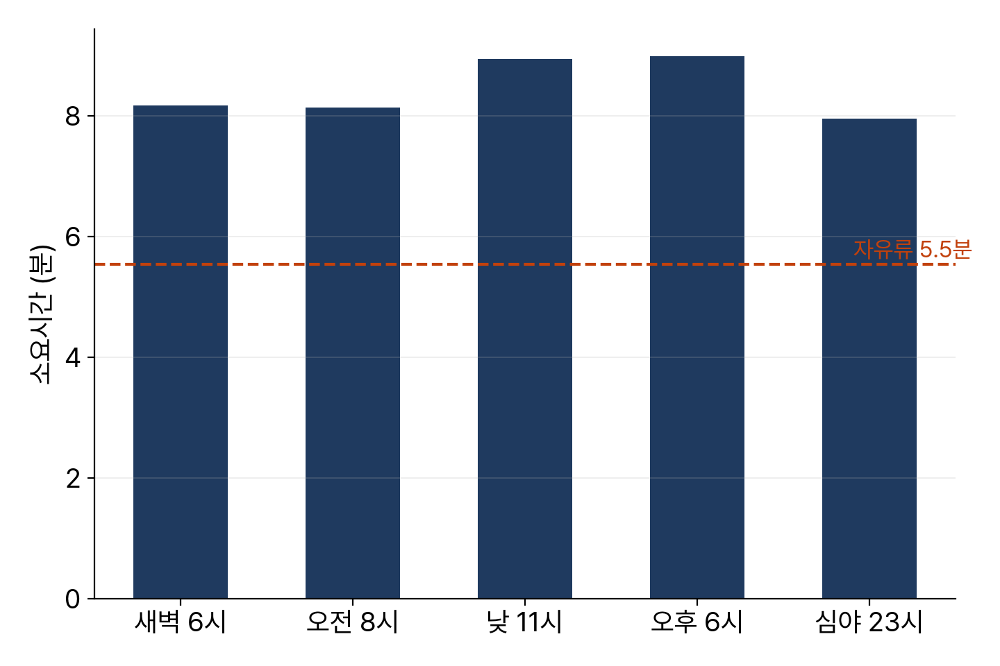 소요시간 (분)
8
6
4
2
0
자유류 5.5분
새벽 6시
오전 8시
낮 11시
오후 6시
심야 23시